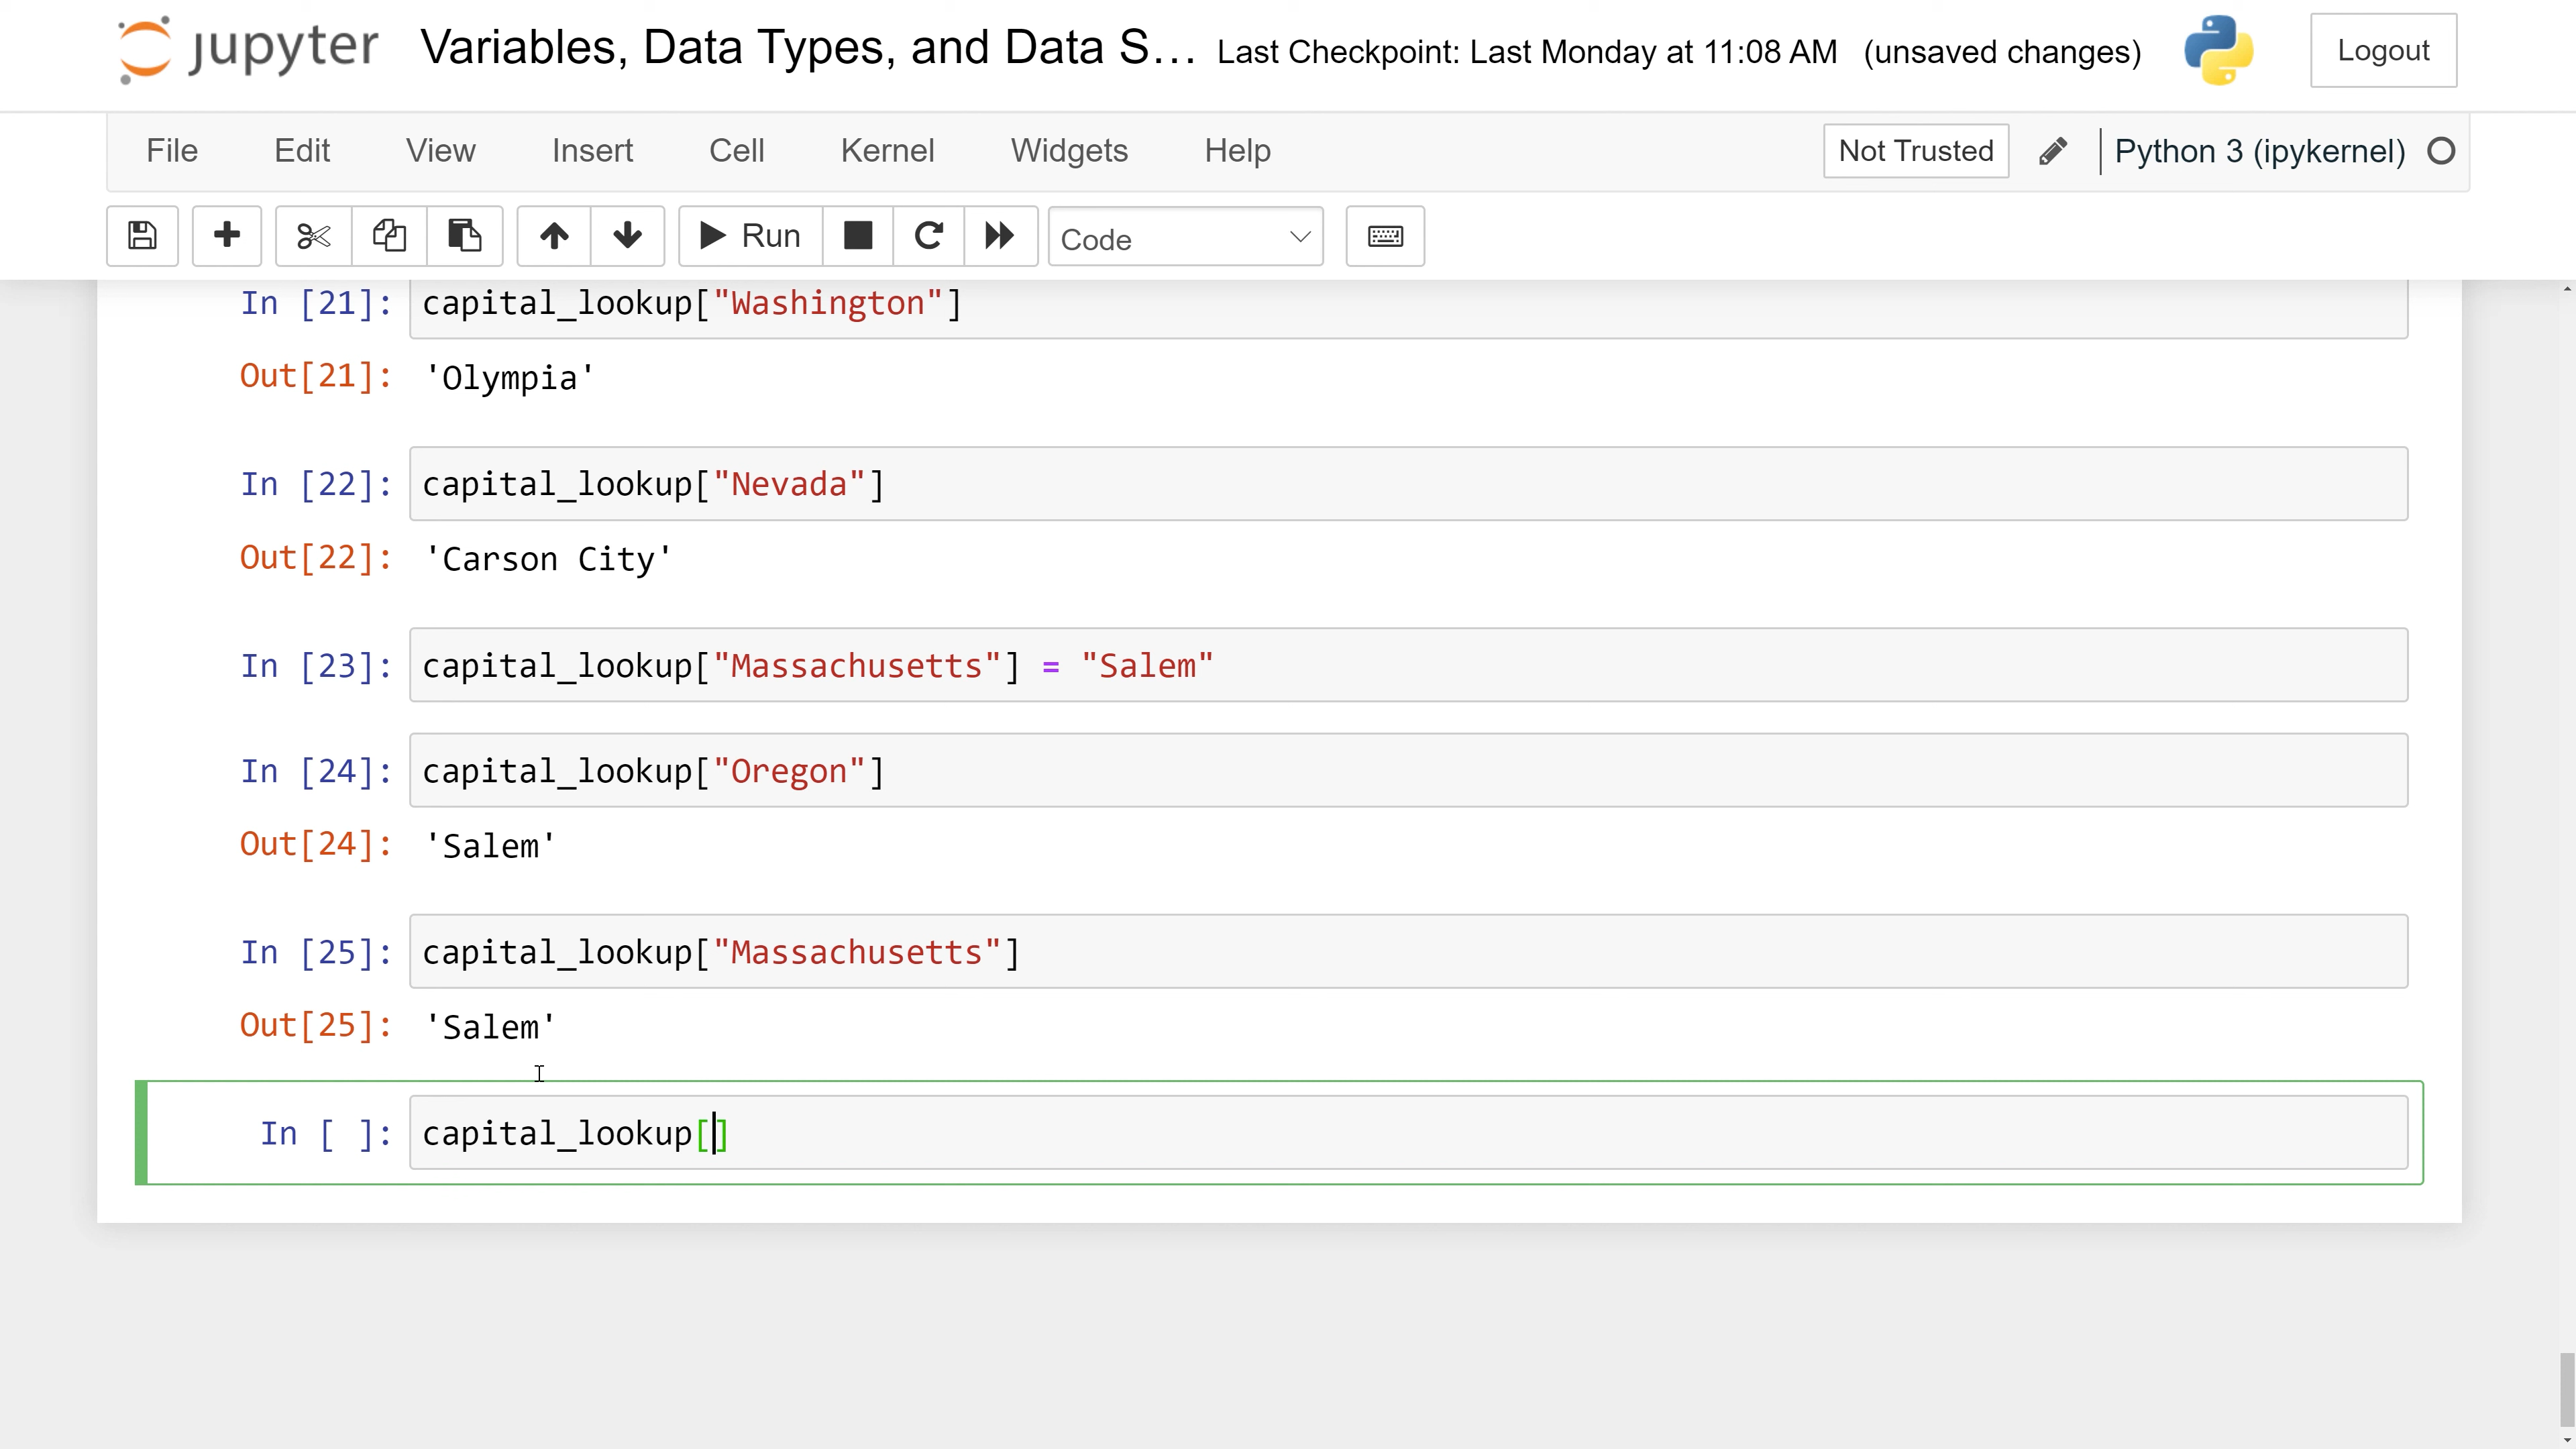 jupyter Variables, Data Types, and Data S... Last Checkpoint: Last Monday at 11:08 AM (unsaved changes) Logout
File Edit View Insert Cell Kernel Widgets Help Not Trusted Python 3 (ipykernel)
Run Code
In [21]: capital_lookup["Washington"]
Out[21]: 'Olympia'
In [22]: capital_lookup["Nevada"]
Out[22]: 'Carson City'
In [23]: capital_lookup["Massachusetts"] = "Salem"
In [24]: capital_lookup["Oregon"]
Out[24]: 'Salem'
In [25]: capital_lookup["Massachusetts"]
Out[25]: 'Salem'
In [ ]: capital_lookup[]